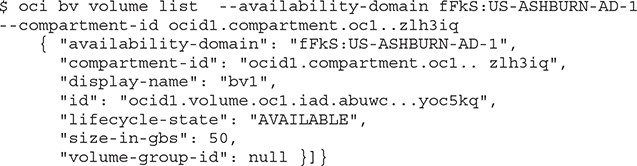 $ oci bv volume list  --availability-domain fFkS:US-ASHBURN-AD-1
--compartment-id ocid1.compartment.oc1..zlh3iq
    { "availability-domain": "fFkS:US-ASHBURN-AD-1",
      "compartment-id": "ocid1.compartment.oc1.. zlh3iq",
      "display-name": "bv1",
      "id": "ocid1.volume.oc1.iad.abuwc...yoc5kq",
      "lifecycle-state": "AVAILABLE",
      "size-in-gbs": 50,
      "volume-group-id": null }]}